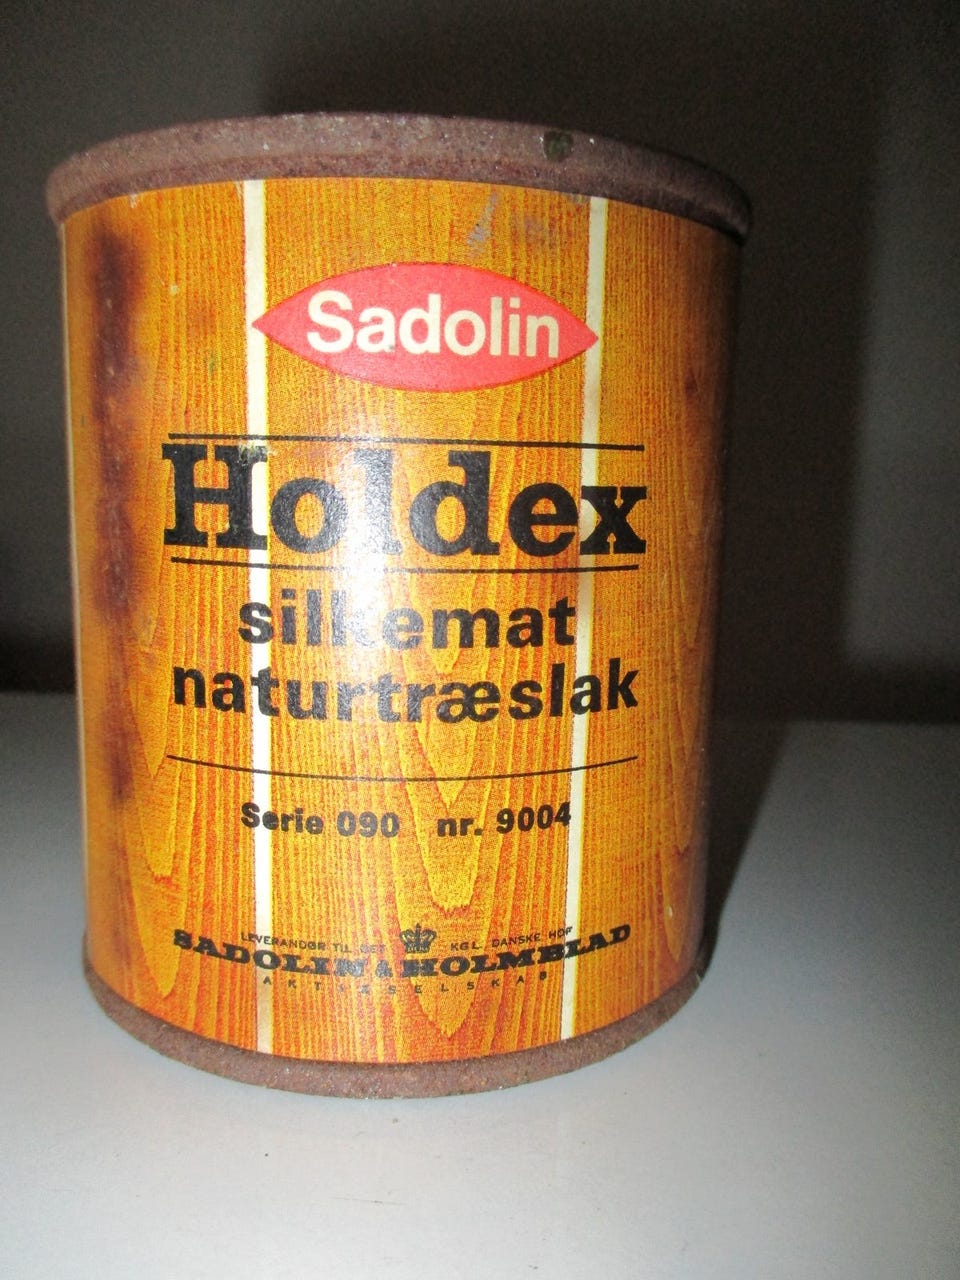 Sadolin
Holdex
silkemat
naturtræslak
Serie 090 nr. 9004
LEVERANDØR TIL DET KGL. DANSKE HOF
SADOLIN & HOLMBLAD
AKTIESELSKAB